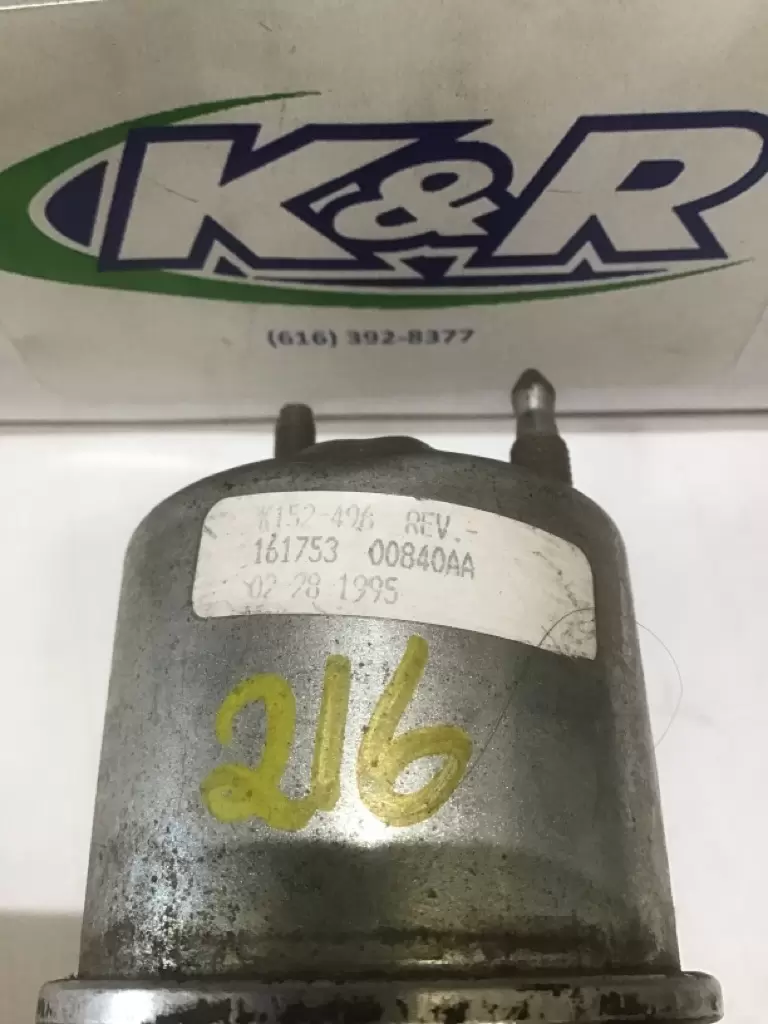 K&R
(616) 392-8377
K152-496 REV.-
161753 00840AA
02 28 1995
216